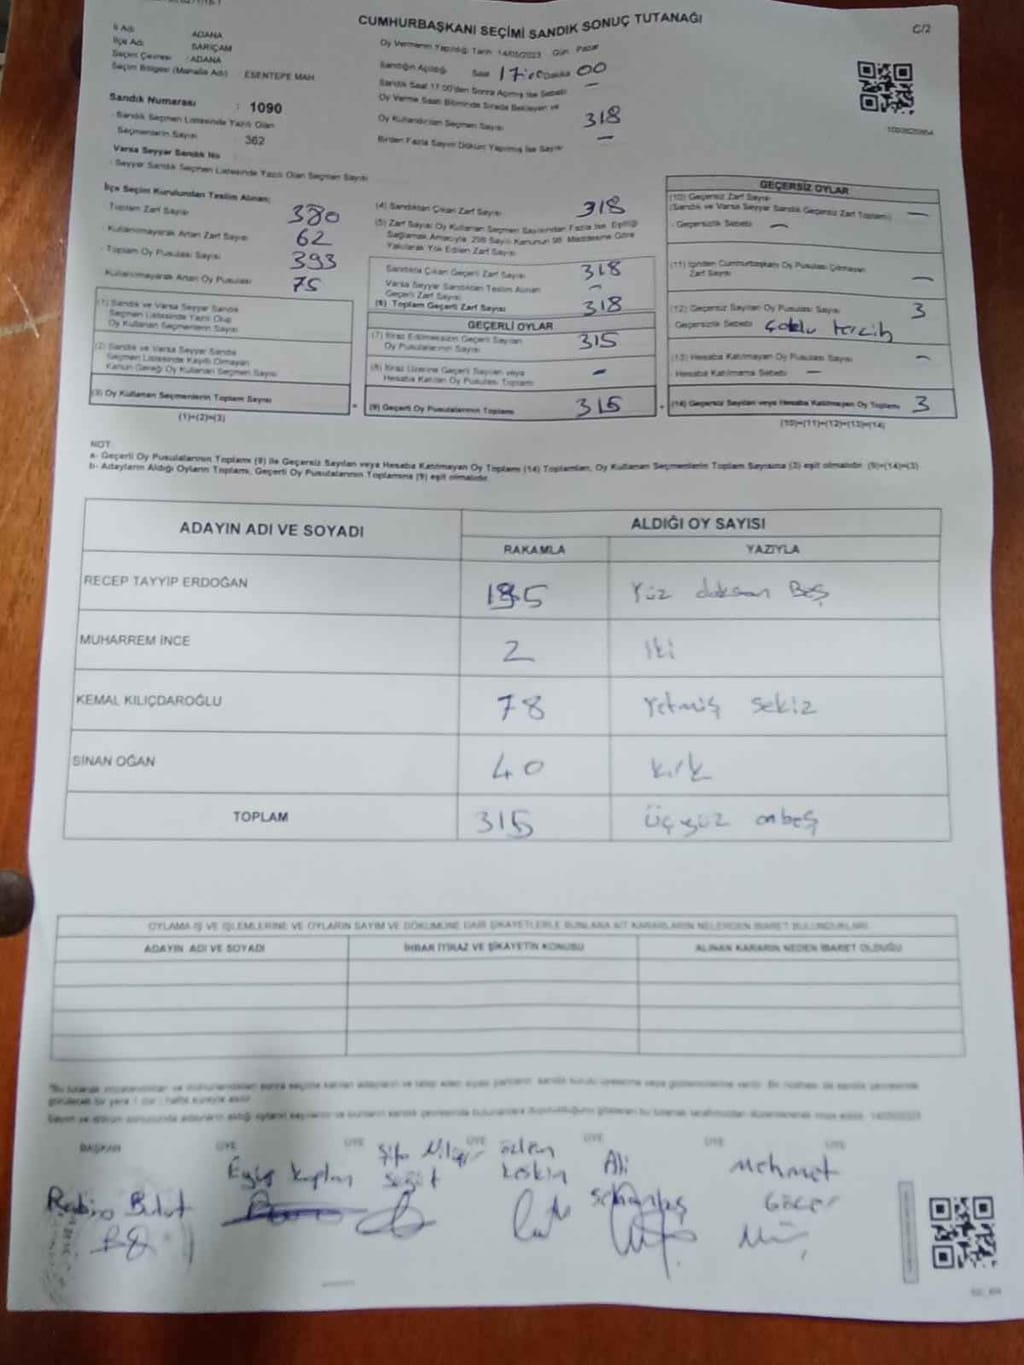 CUMHURBAŞKANI SEÇİMİ SANDIK SONUÇ TUTANAĞI
C/2
İl Adı : ADANA
İlçe Adı : SARIÇAM
Seçim Çevresi : ADANA
Seçim Bölgesi (Mahalle Adı) : ESENTEPE MAH
Sandık Numarası : 1090
Sandık Seçmen Listesinde Yazılı Olan
Seçmenlerin Sayısı 362
Varsa Seyyar Sandık No
Seyyar Sandık Seçmen Listesinde Yazılı Olan Seçmen Sayısı
Oy Vermenin Yapıldığı Tarih 14/05/2023 Gün Pazar
Sandığın Açıldığı Saat 17:00 Dakika 00
Sandık Saat 17.00'den Sonra Açılmış İse Sebebi —
Oy Verme Saati Bitiminde Sırada Bekleyen ve
Oy Kullandırılan Seçmen Sayısı 318
Birden Fazla Sayım Döküm Yapılmış İse Sayısı —
İlçe Seçim Kurulundan Teslim Alınan;
Toplam Zarf Sayısı 380
Kullanılmayarak Artan Zarf Sayısı 62
Toplam Oy Pusulası Sayısı 393
Kullanılmayarak Artan Oy Pusulası 75
(1) Sandık ve Varsa Seyyar Sandık
Seçmen Listesinde Yazılı Olup
Oy Kullanan Seçmenlerin Sayısı
(2) Sandık ve Varsa Seyyar Sandık
Seçmen Listesinde Kayıtlı Olmayan
Kanun Gereği Oy Kullanan Seçmen Sayısı
(3) Oy Kullanan Seçmenlerin Toplam Sayısı
(1)+(2)=(3)
(4) Sandıktan Çıkan Zarf Sayısı 318
(5) Zarf Sayısı Oy Kullanan Seçmen Sayısından Fazla İse, Eşitliği
Sağlamak Amacıyla 298 Sayılı Kanunun 98. Maddesine Göre
Yakılarak Yok Edilen Zarf Sayısı
Sandıkta Çıkan Geçerli Zarf Sayısı 318
Varsa Seyyar Sandıktan Teslim Alınan
Geçerli Zarf Sayısı —
(6) Toplam Geçerli Zarf Sayısı 318
GEÇERLİ OYLAR
(7) İtiraz Edilmeksizin Geçerli Sayılan
Oy Pusulalarının Sayısı 315
(8) İtiraz Üzerine Geçerli Sayılan veya
Hesaba Katılan Oy Pusulası Toplamı —
(9) Geçerli Oy Pusulalarının Toplamı 315
GEÇERSİZ OYLAR
(10) Geçersiz Zarf Sayısı
(Sandık ve Varsa Seyyar Sandık Geçersiz Zarf Toplamı) —
Geçersizlik Sebebi —
(11) İçinden Cumhurbaşkanı Oy Pusulası Çıkmayan
Zarf Sayısı —
(12) Geçersiz Sayılan Oy Pusulası Sayısı 3
Geçersizlik Sebebi çoklu tercih
(13) Hesaba Katılmayan Oy Pusulası Sayısı —
Hesaba Katılmama Sebebi —
(14) Geçersiz Sayılan veya Hesaba Katılmayan Oy Toplamı 3
(10)+(11)+(12)+(13)=(14)
NOT:
a- Geçerli Oy Pusulalarının Toplamı (9) ile Geçersiz Sayılan veya Hesaba Katılmayan Oy Toplamı (14) Toplamları, Oy Kullanan Seçmenlerin Toplam Sayısına (3) eşit olmalıdır. (9)+(14)=(3)
b- Adayların Aldığı Oyların Toplamı, Geçerli Oy Pusulalarının Toplamına (9) eşit olmalıdır.
ADAYIN ADI VE SOYADI
ALDIĞI OY SAYISI
RAKAMLA YAZIYLA
RECEP TAYYİP ERDOĞAN 195 Yüz doksan Beş
MUHARREM İNCE 2 iki
KEMAL KILIÇDAROĞLU 78 Yetmiş sekiz
SİNAN OĞAN 40 kırk
TOPLAM 315 üçyüz onbeş
OYLAMA İŞ VE İŞLEMLERİNE VE OYLARIN SAYIM VE DÖKÜMÜNE DAİR ŞİKAYETLERLE BUNLARA AİT KARARLARIN NELERDEN İBARET BULUNDUKLARI
ADAYIN ADI VE SOYADI
İHBAR İTİRAZ VE ŞİKAYETİN KONUSU
ALINAN KARARIN NEDEN İBARET OLDUĞU
BAŞKAN ÜYE ÜYE ÜYE ÜYE ÜYE ÜYE
Bulut
Kaplan
özlem
keskin
Ali
Mehmet